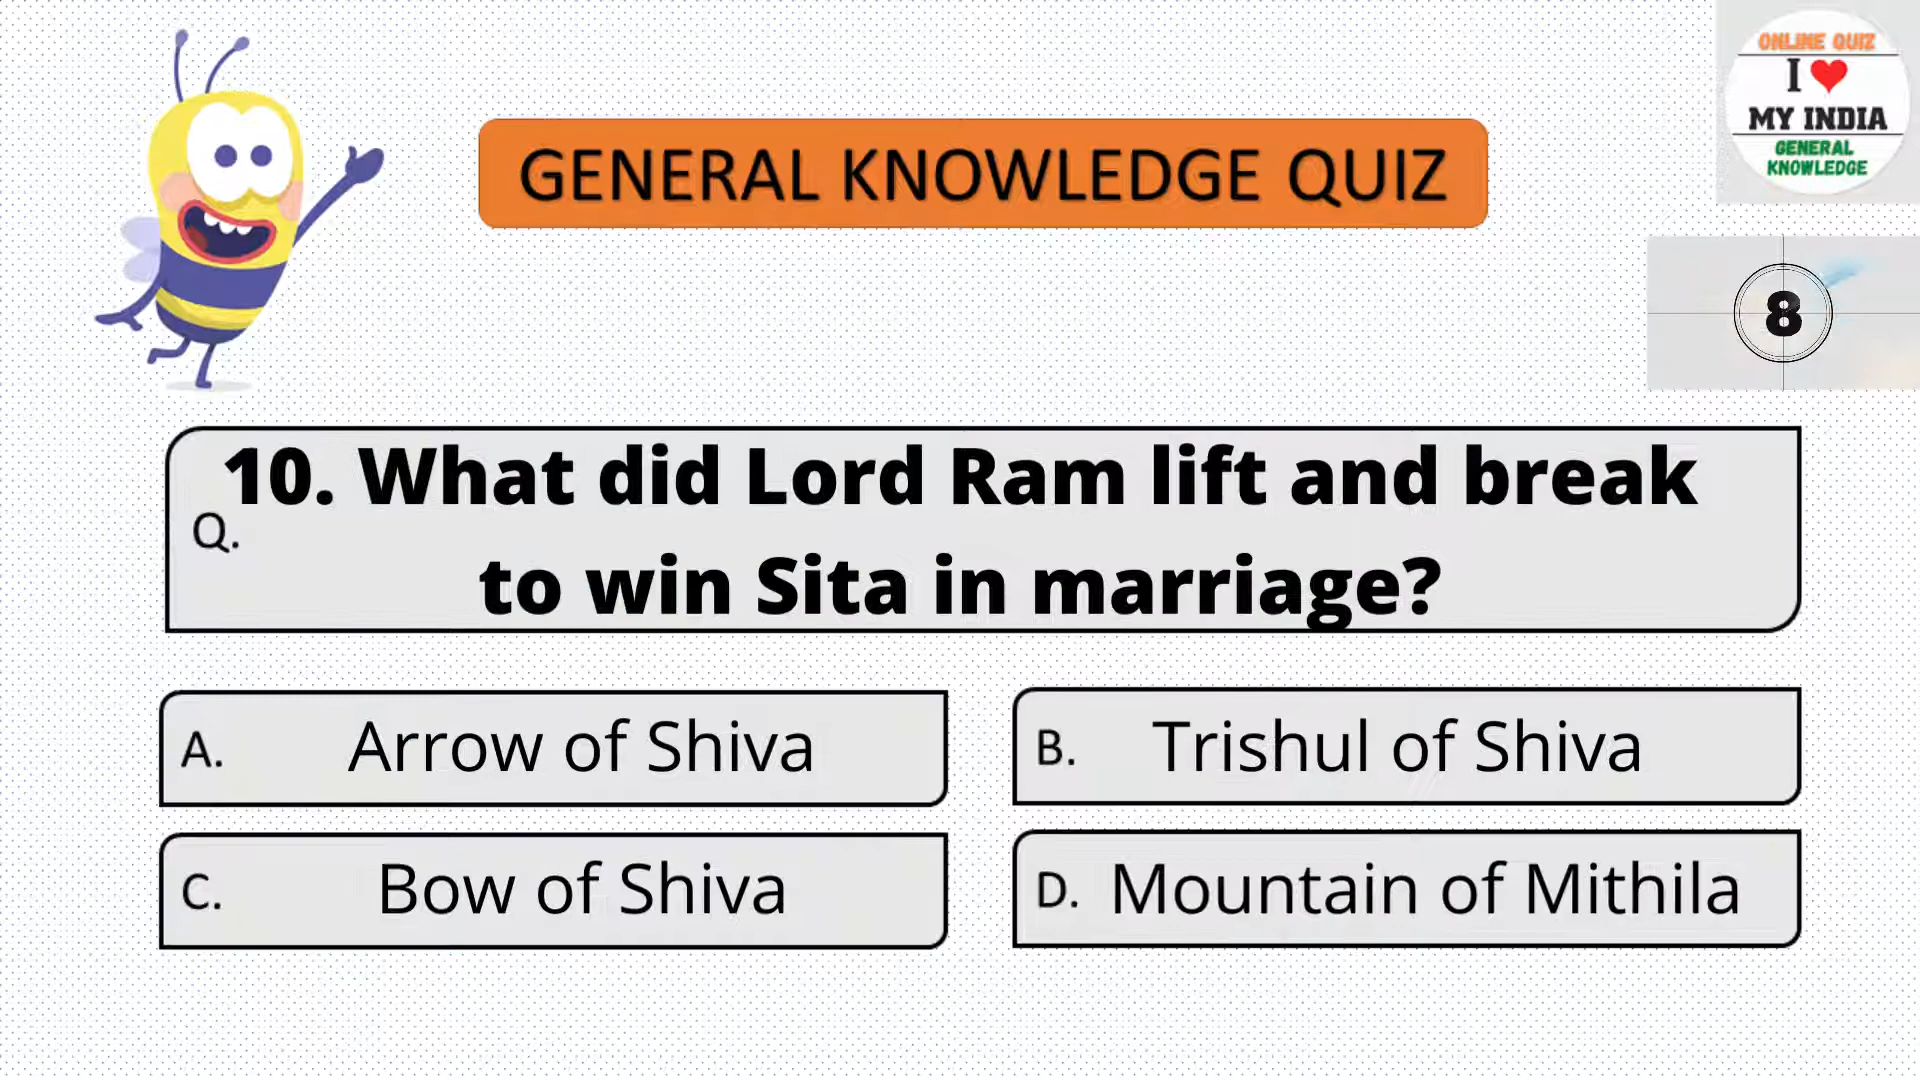 ONLINE QUIZ
I ❤
MY INDIA
GENERAL
KNOWLEDGE
GENERAL KNOWLEDGE QUIZ
8
10. What did Lord Ram lift and break
Q.
to win Sita in marriage?
A. Arrow of Shiva
B. Trishul of Shiva
C. Bow of Shiva
D. Mountain of Mithila